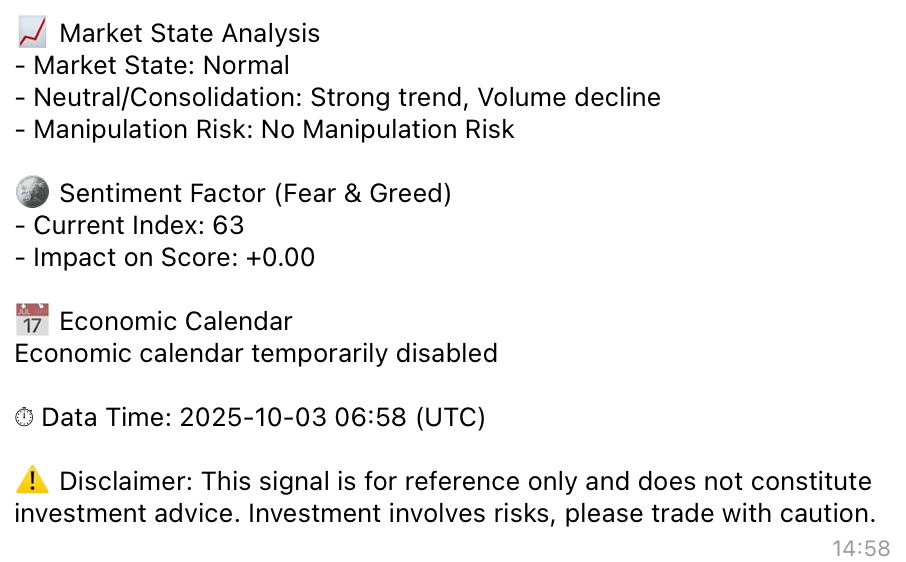 📈 Market State Analysis
- Market State: Normal
- Neutral/Consolidation: Strong trend, Volume decline
- Manipulation Risk: No Manipulation Risk
🌚 Sentiment Factor (Fear & Greed)
- Current Index: 63
- Impact on Score: +0.00
📅 Economic Calendar
Economic calendar temporarily disabled
⏱ Data Time: 2025-10-03 06:58 (UTC)
⚠️ Disclaimer: This signal is for reference only and does not constitute
investment advice. Investment involves risks, please trade with caution.
14:58